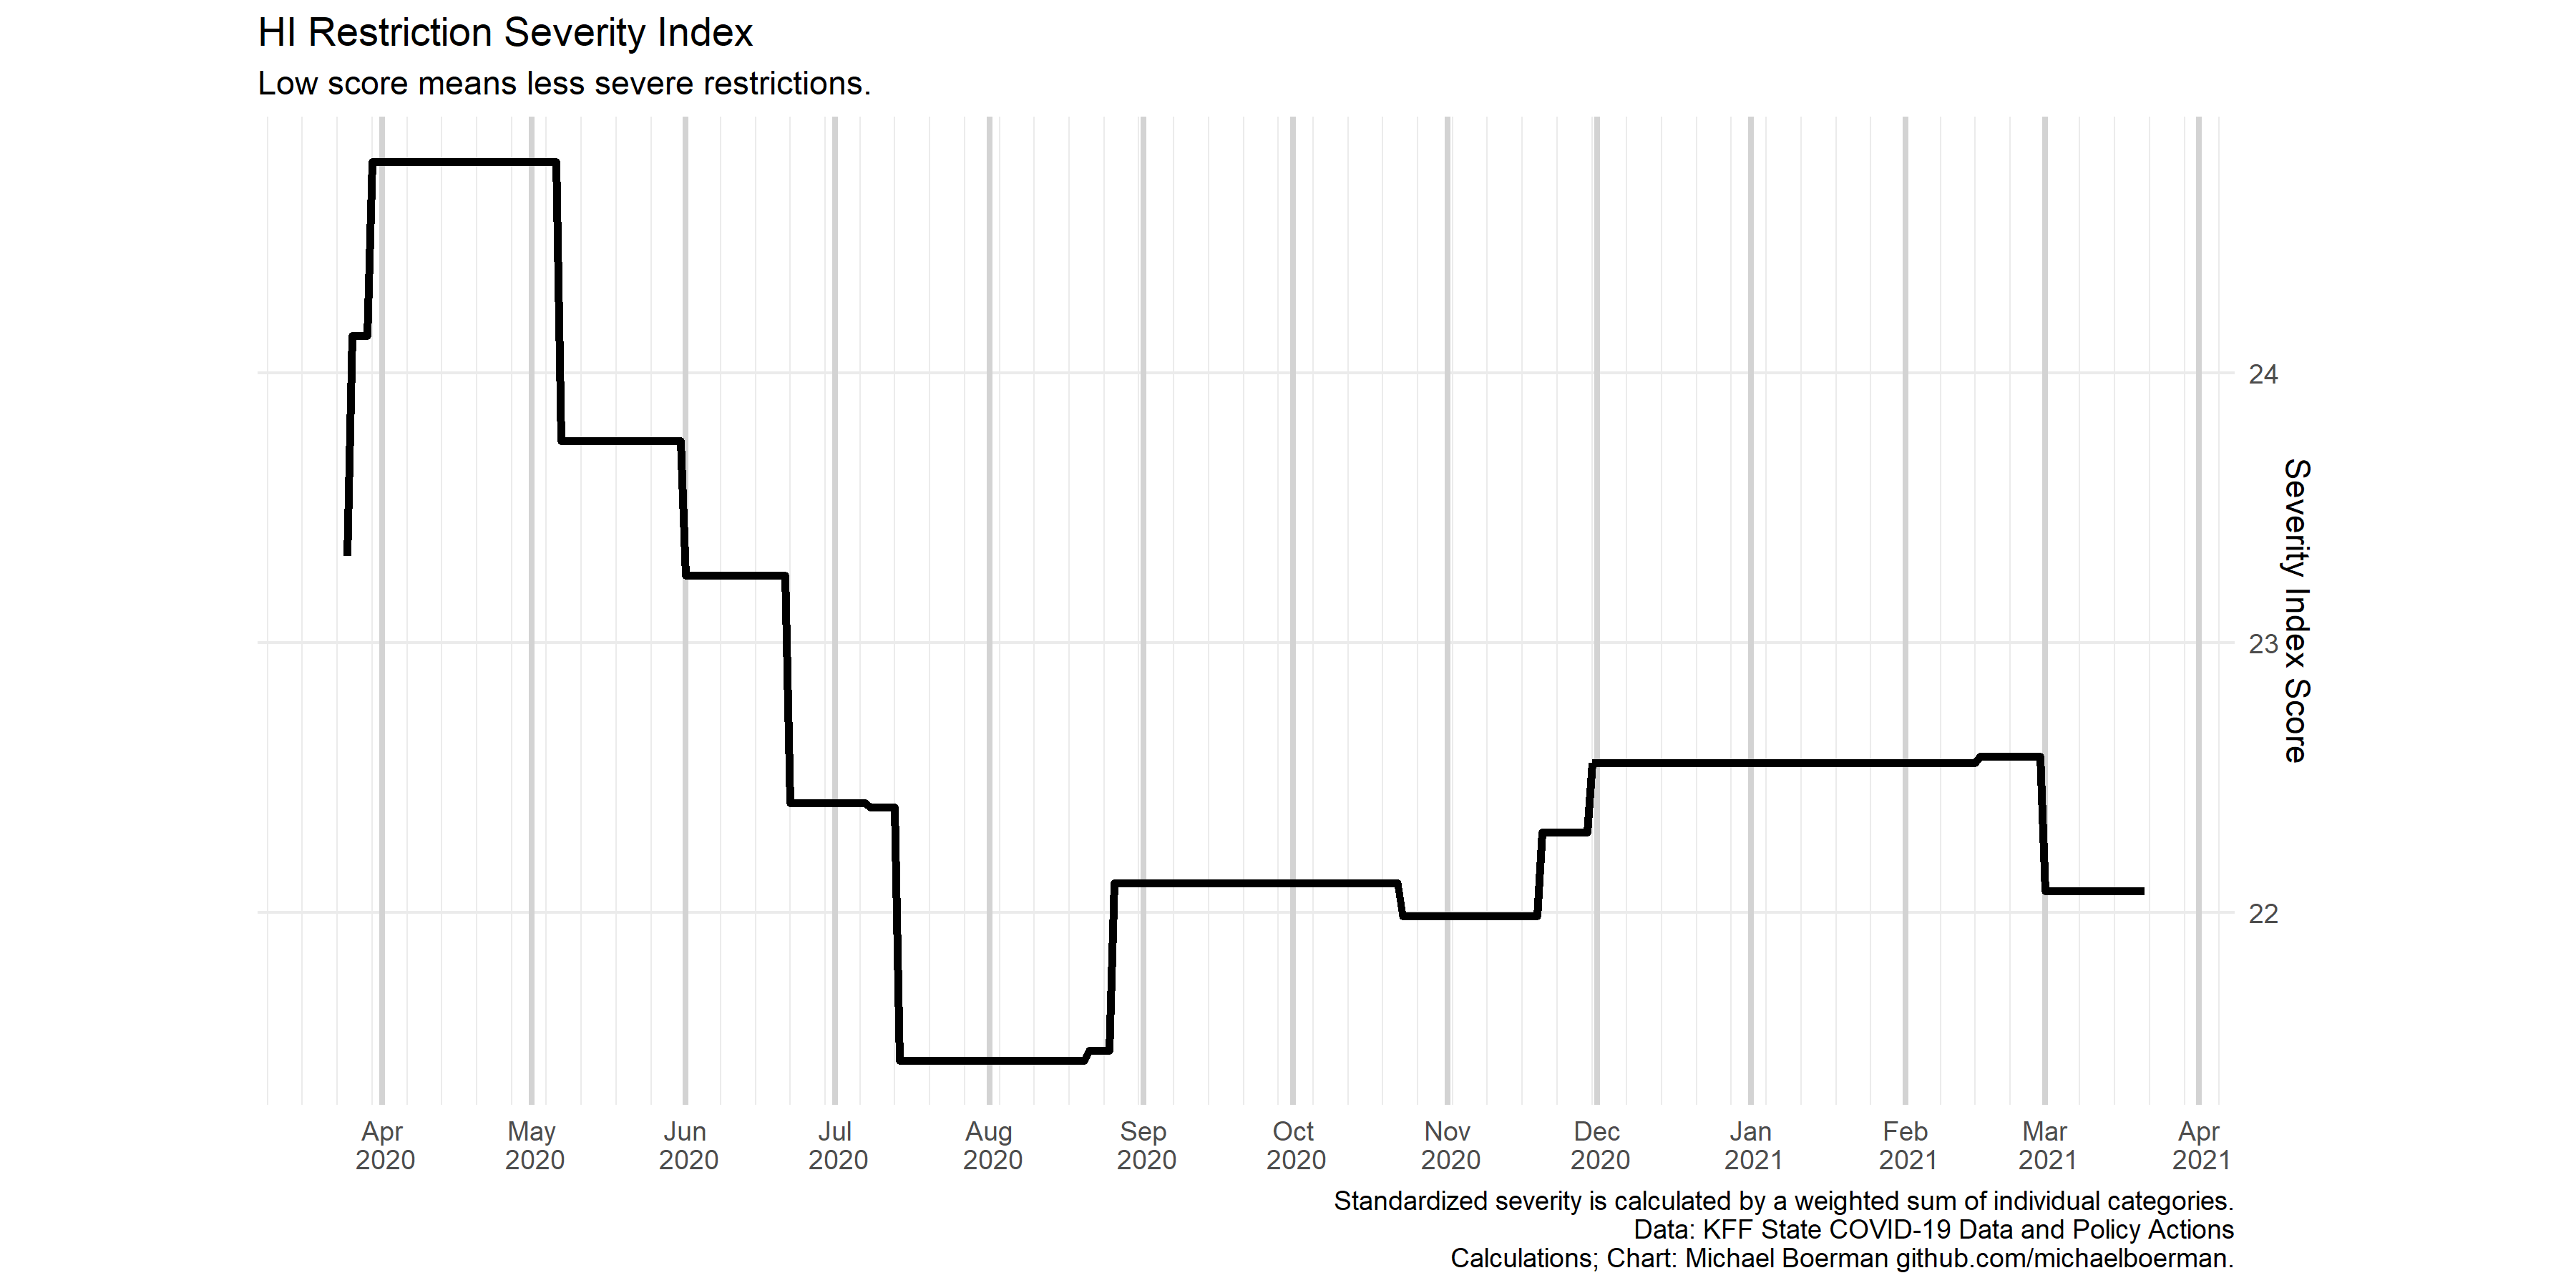 HI Restriction Severity Index
Low score means less severe restrictions.
24
23
22
Severity Index Score
Apr May Jun Jul Aug Sep Oct Nov Dec Jan Feb Mar Apr
2020 2020 2020 2020 2020 2020 2020 2020 2020 2021 2021 2021 2021
Standardized severity is calculated by a weighted sum of individual categories.
Data: KFF State COVID-19 Data and Policy Actions
Calculations; Chart: Michael Boerman github.com/michaelboerman.